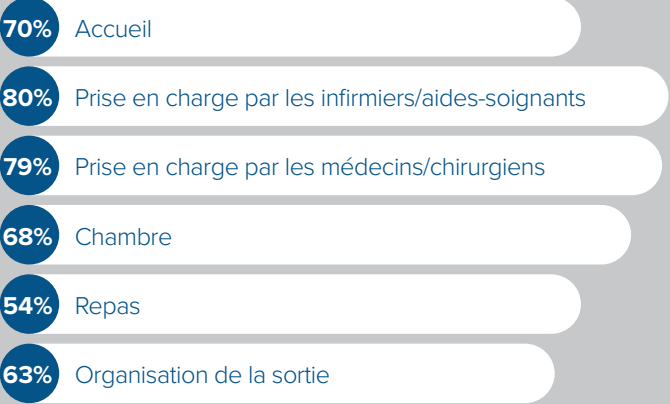 70% Accueil
80% Prise en charge par les infirmiers/aides-soignants
79% Prise en charge par les médecins/chirurgiens
68% Chambre
54% Repas
63% Organisation de la sortie